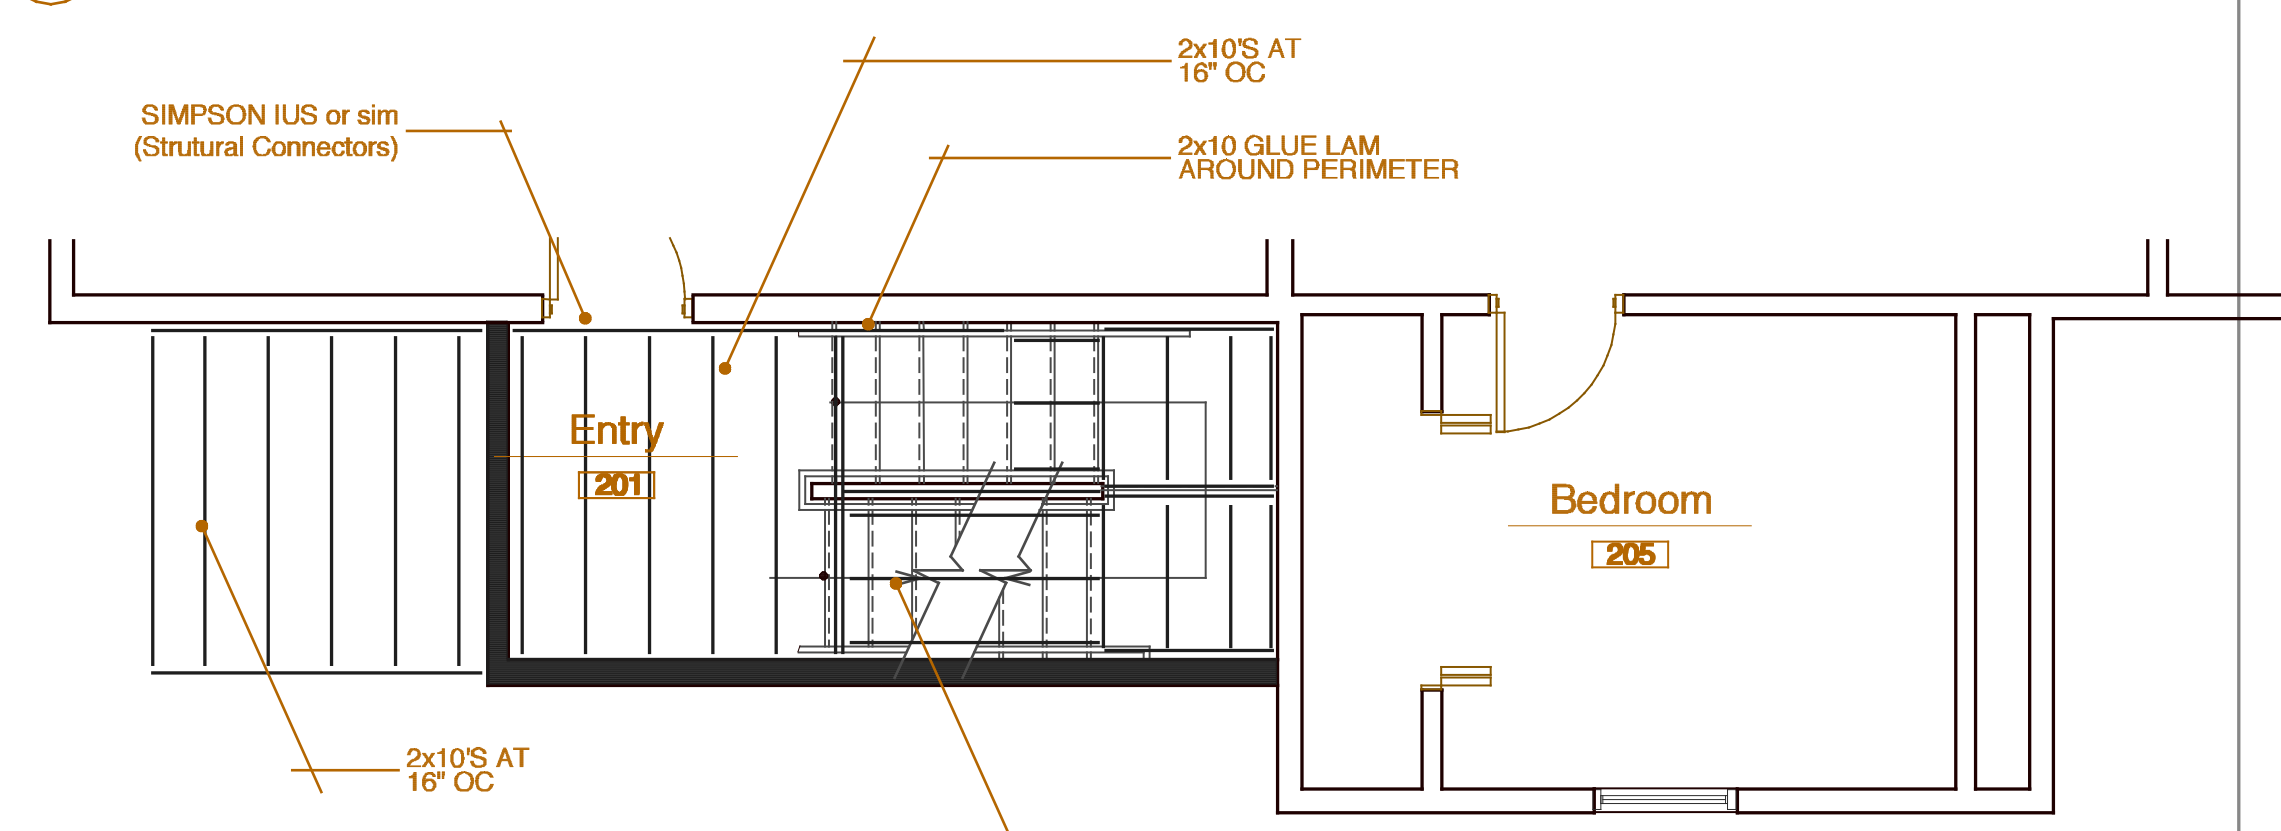 2x10'S AT
16" OC
SIMPSON IUS or sim
(Strutural Connectors)
2x10 GLUE LAM
AROUND PERIMETER
Entry
201
Bedroom
205
2x10'S AT
16" OC